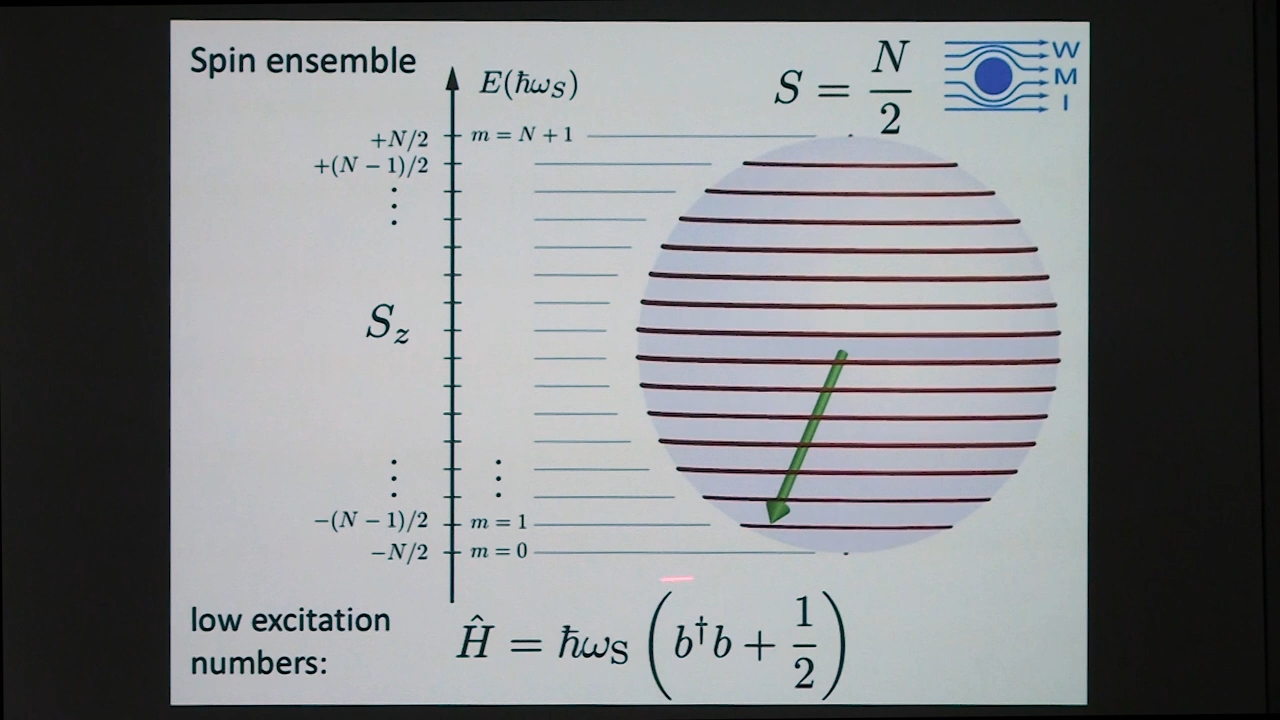 Spin ensemble
E(ħω_S)
S = N/2
W
M
I
+N/2
m = N + 1
+(N − 1)/2
⋮
S_z
⋮ ⋮
−(N − 1)/2
m = 1
−N/2
m = 0
low excitation
numbers:
Ĥ = ħω_S (b†b + 1/2)